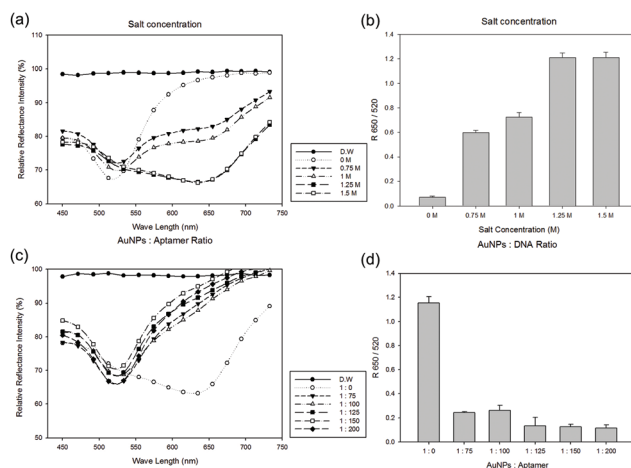 (a)
Salt concentration
Relative Reflectance Intensity (%)
100
90
80
70
60
450
500
550
600
650
700
750
Wave Length (nm)
D.W
0 M
0.75 M
1 M
1.25 M
1.5 M
(b)
Salt concentration
R 650 / 520
1.4
1.2
1.0
0.8
0.6
0.4
0.2
0.0
0 M
0.75 M
1 M
1.25 M
1.5 M
Salt Concentration (M)
(c)
AuNPs : Aptamer Ratio
Relative Reflectance Intensity (%)
100
90
80
70
60
50
450
500
550
600
650
700
750
Wave Length (nm)
D.W
1 : 0
1 : 75
1 : 100
1 : 125
1 : 150
1 : 200
(d)
AuNPs : DNA Ratio
R 650 / 520
1.4
1.2
1.0
0.8
0.6
0.4
0.2
0.0
1 : 0
1 : 75
1 : 100
1 : 125
1 : 150
1 : 200
AuNPs : Aptamer